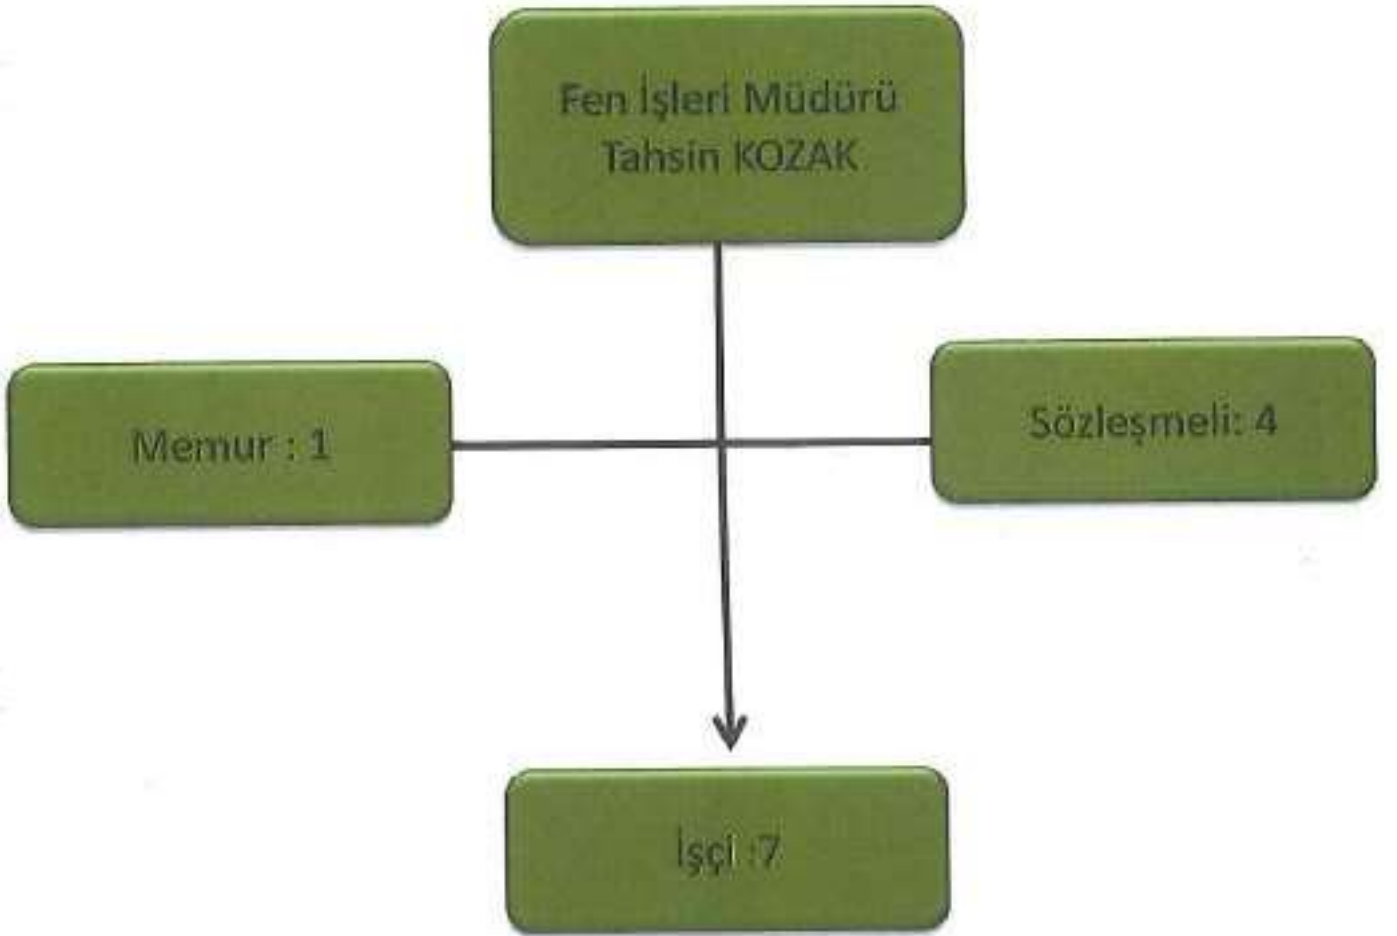 Fen İşleri Müdürü
Tahsin KOZAK
Memur : 1
Sözleşmeli: 4
İşçi :7